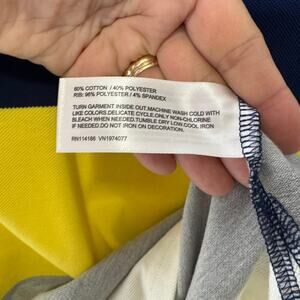 60% COTTON / 40% POLYESTER
RIB: 96% POLYESTER / 4% SPANDEX
TURN GARMENT INSIDE OUT.MACHINE WASH COLD WITH
LIKE COLORS.DELICATE CYCLE.ONLY NON-CHLORINE
BLEACH WHEN NEEDED.TUMBLE DRY LOW.COOL IRON
IF NEEDED.DO NOT IRON ON DECORATION.
RN114186 VN1974077